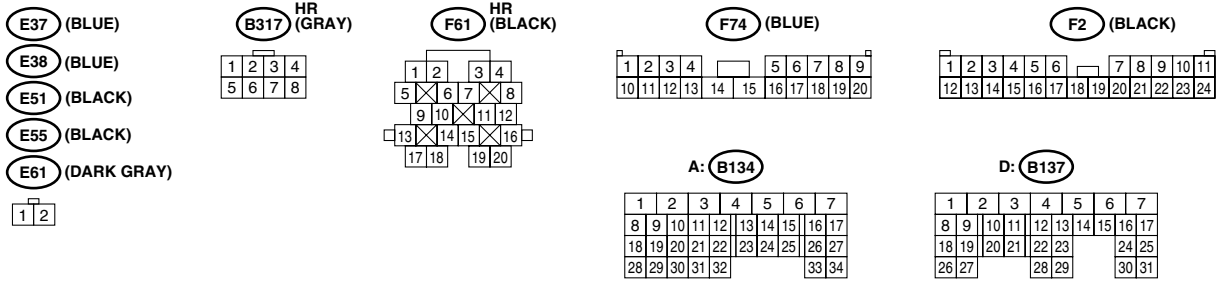 E37 (BLUE)
E38 (BLUE)
E51 (BLACK)
E55 (BLACK)
E61 (DARK GRAY)
1 2
B317 HR (GRAY)
1 2 3 4
5 6 7 8
F61 HR (BLACK)
1 2 3 4
5 6 7 8
9 10 11 12
13 14 15 16
17 18 19 20
F74 (BLUE)
1 2 3 4 5 6 7 8 9
10 11 12 13 14 15 16 17 18 19 20
F2 (BLACK)
1 2 3 4 5 6 7 8 9 10 11
12 13 14 15 16 17 18 19 20 21 22 23 24
A: B134
1 2 3 4 5 6 7
8 9 10 11 12 13 14 15 16 17
18 19 20 21 22 23 24 25 26 27
28 29 30 31 32 33 34
D: B137
1 2 3 4 5 6 7
8 9 10 11 12 13 14 15 16 17
18 19 20 21 22 23 24 25
26 27 28 29 30 31